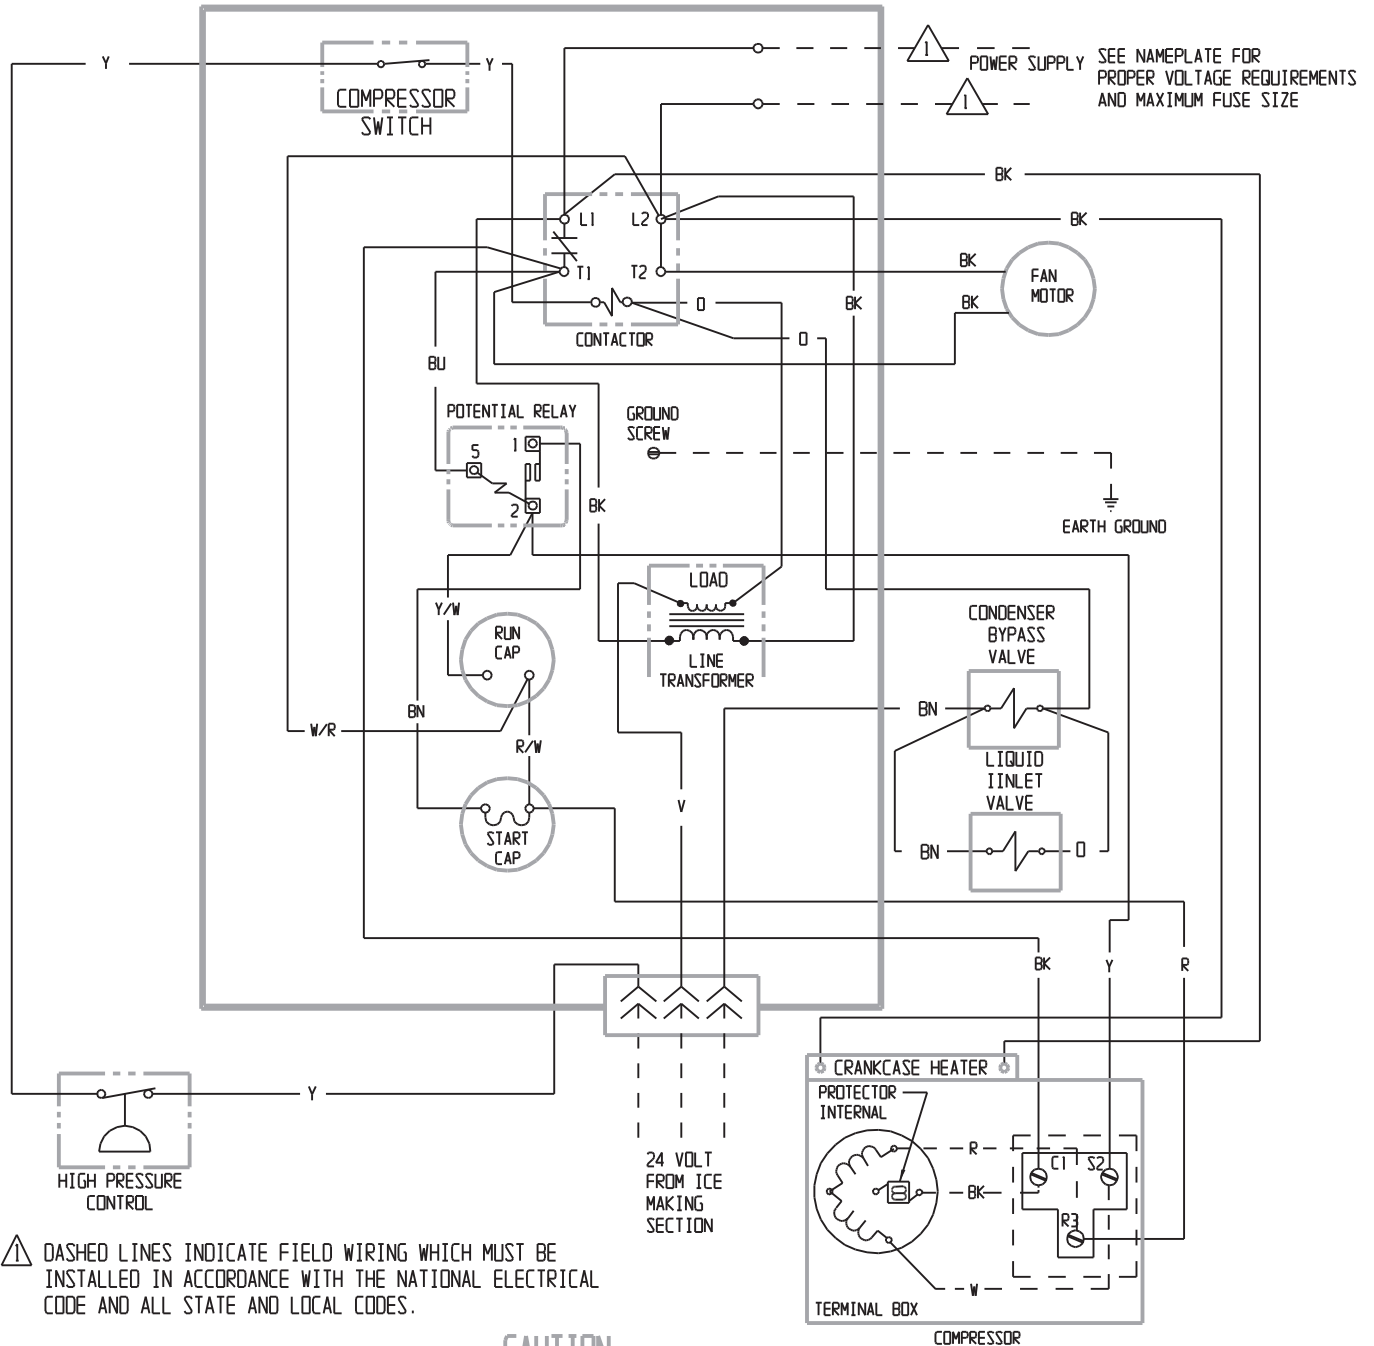 Y
COMPRESSOR
SWITCH
Y
1
1
POWER SUPPLY
SEE NAMEPLATE FOR
PROPER VOLTAGE REQUIREMENTS
AND MAXIMUM FUSE SIZE
BK
L1
L2
BK
T1
T2
BK
FAN
MOTOR
BK
BK
O
O
CONTACTOR
BU
POTENTIAL RELAY
5
1
2
GROUND
SCREW
BK
EARTH GROUND
LOAD
LINE
TRANSFORMER
Y/W
RUN
CAP
CONDENSER
BYPASS
VALVE
BN
W/R
R/W
BN
LIQUID
IINLET
VALVE
V
START
CAP
BN
O
BK
Y
R
CRANKCASE HEATER
PROTECTOR
INTERNAL
Y
R
C1
S2
BK
R3
W
TERMINAL BOX
COMPRESSOR
24 VOLT
FROM ICE
MAKING
SECTION
HIGH PRESSURE
CONTROL
1
DASHED LINES INDICATE FIELD WIRING WHICH MUST BE
INSTALLED IN ACCORDANCE WITH THE NATIONAL ELECTRICAL
CODE AND ALL STATE AND LOCAL CODES.
CAUTION